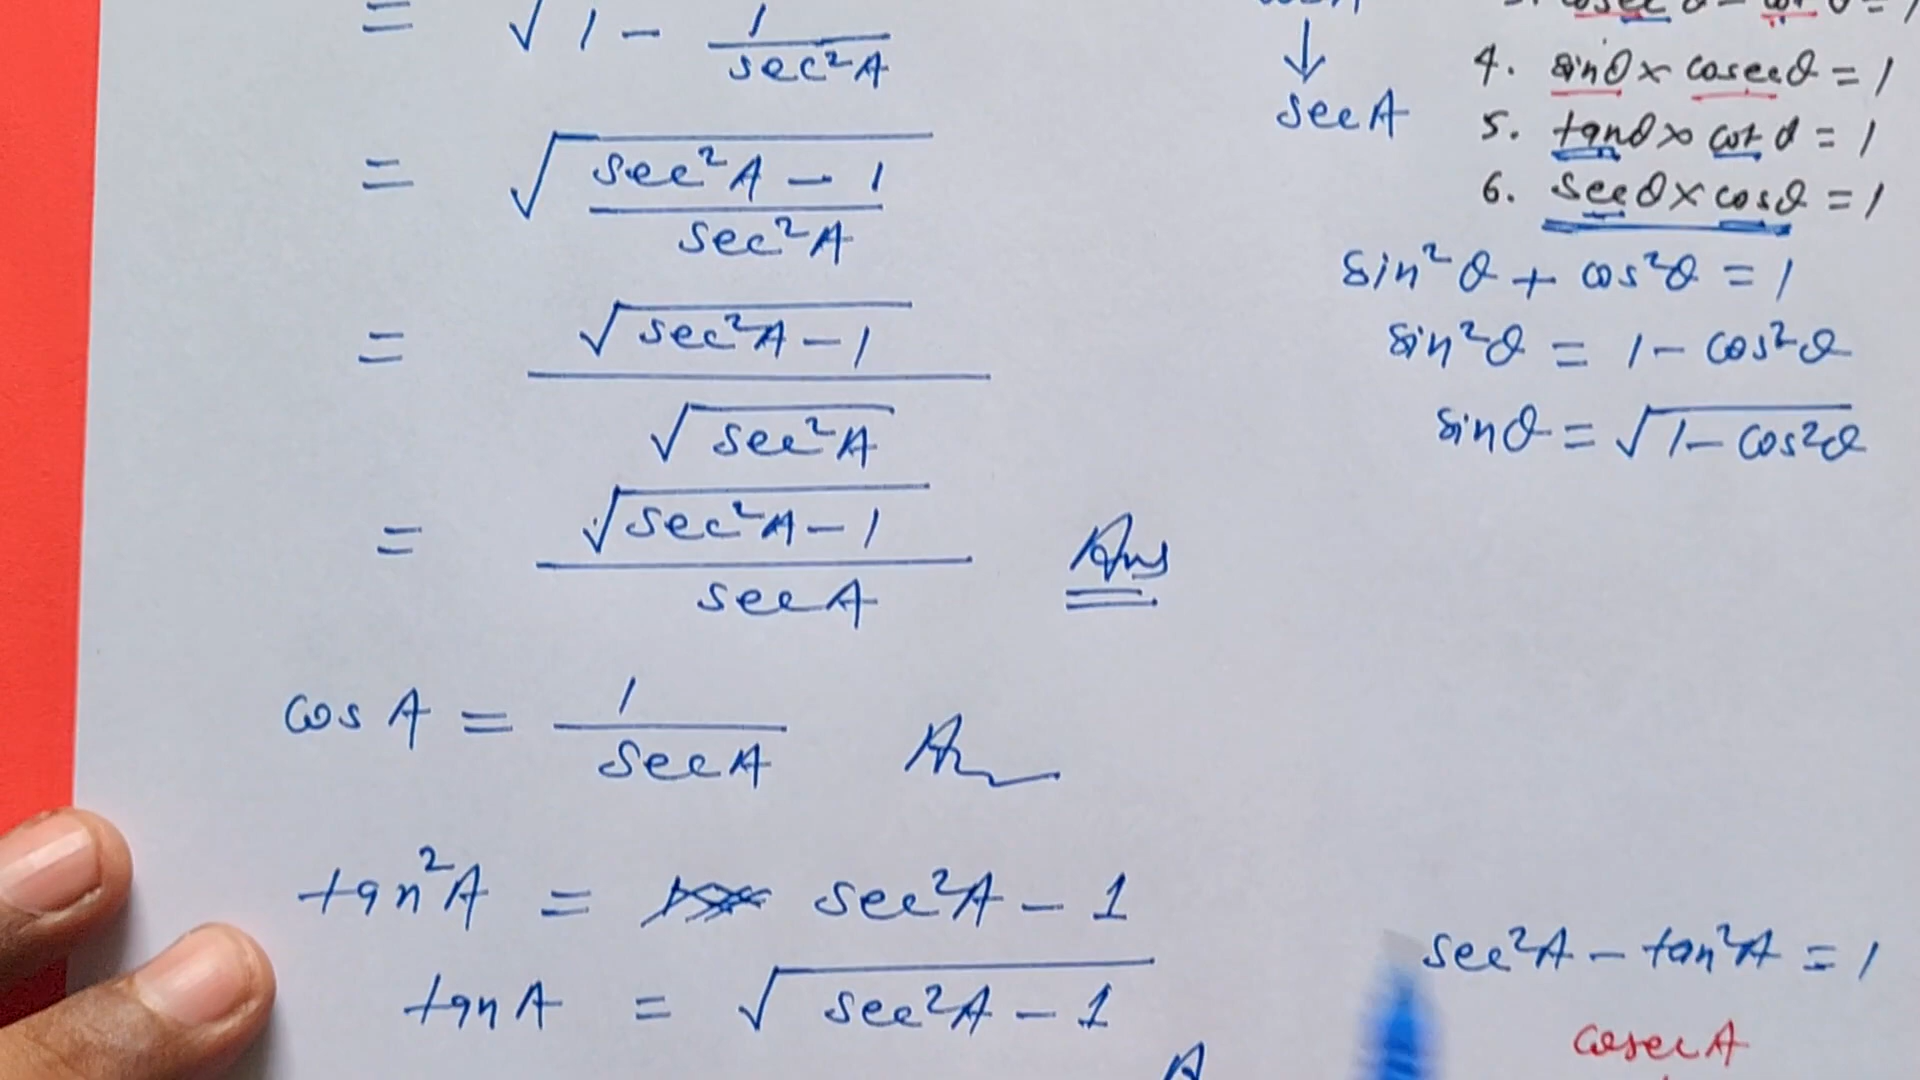 = √1 - 1/sec²A
= √(sec²A - 1)/sec²A
= √sec²A - 1 / √sec²A
= √sec²A - 1 / secA Ans
cos A = 1/secA
tan²A = sec²A - 1
tan A = √sec²A - 1
↓
secA
4. sinθ × cosecθ = 1
5. tanθ × cotθ = 1
6. secθ × cosθ = 1
sin²θ + cos²θ = 1
sin²θ = 1 - cos²θ
sinθ = √1 - cos²θ
sec²A - tan²A = 1
cosecA